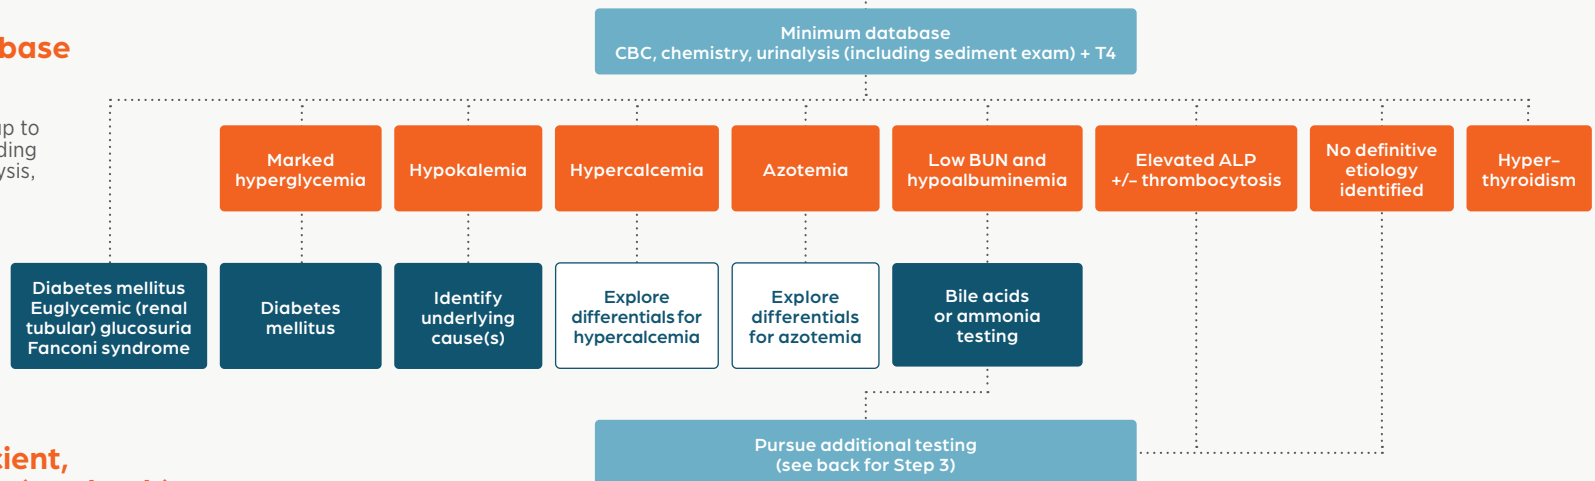 base
up to
ding
ysis,
Minimum database
CBC, chemistry, urinalysis (including sediment exam) + T4
Marked
hyperglycemia
Hypokalemia
Hypercalcemia
Azotemia
Low BUN and
hypoalbuminemia
Elevated ALP
+/- thrombocytosis
No definitive
etiology
identified
Hyper-
thyroidism
Diabetes mellitus
Euglycemic (renal
tubular) glucosuria
Fanconi syndrome
Diabetes
mellitus
Identify
underlying
cause(s)
Explore
differentials for
hypercalcemia
Explore
differentials
for azotemia
Bile acids
or ammonia
testing
cient,
Pursue additional testing
(see back for Step 3)